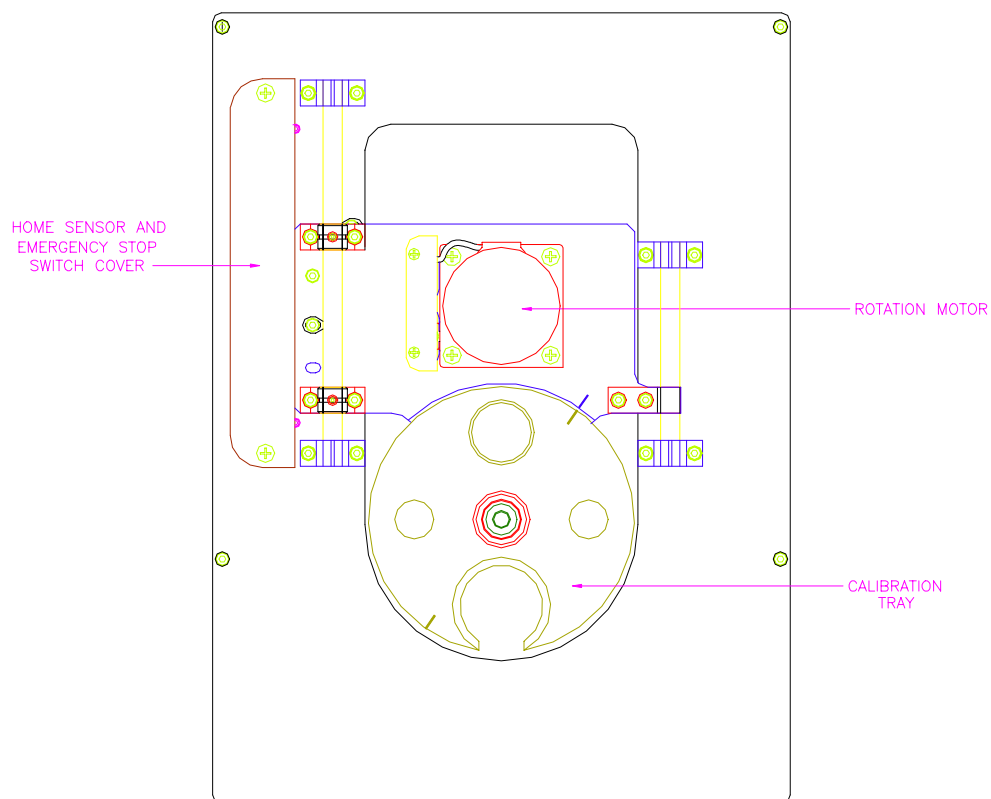 HOME SENSOR AND
EMERGENCY STOP
SWITCH COVER
ROTATION MOTOR
CALIBRATION
TRAY